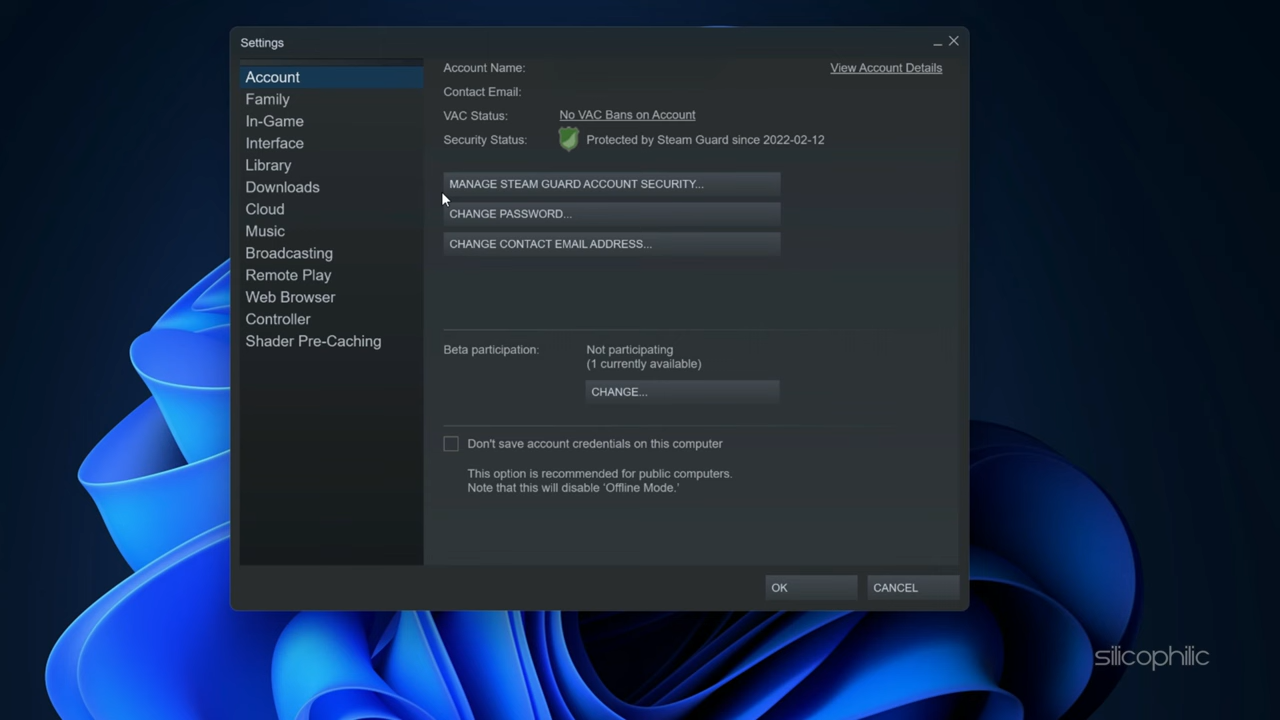 Settings
Account
Family
In-Game
Interface
Library
Downloads
Cloud
Music
Broadcasting
Remote Play
Web Browser
Controller
Shader Pre-Caching
Account Name:
View Account Details
Contact Email:
VAC Status: No VAC Bans on Account
Security Status: Protected by Steam Guard since 2022-02-12
MANAGE STEAM GUARD ACCOUNT SECURITY...
CHANGE PASSWORD...
CHANGE CONTACT EMAIL ADDRESS...
Beta participation: Not participating
(1 currently available)
CHANGE...
Don't save account credentials on this computer
This option is recommended for public computers.
Note that this will disable 'Offline Mode.'
OK
CANCEL
silicophilic